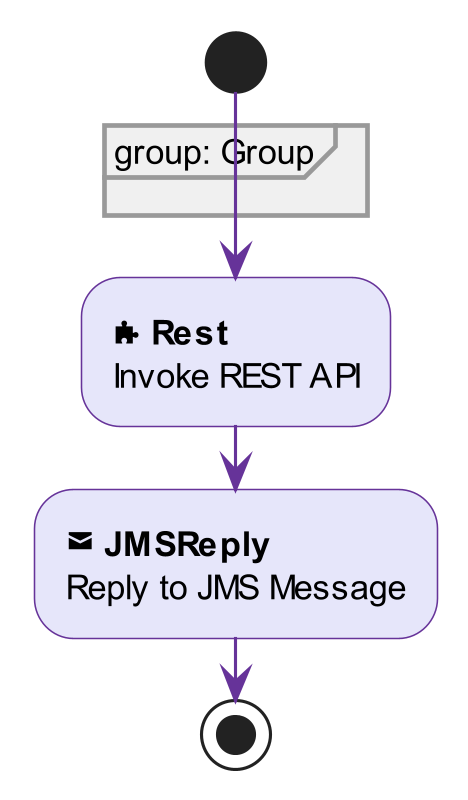 group: Group
Rest
Invoke REST API
JMSReply
Reply to JMS Message